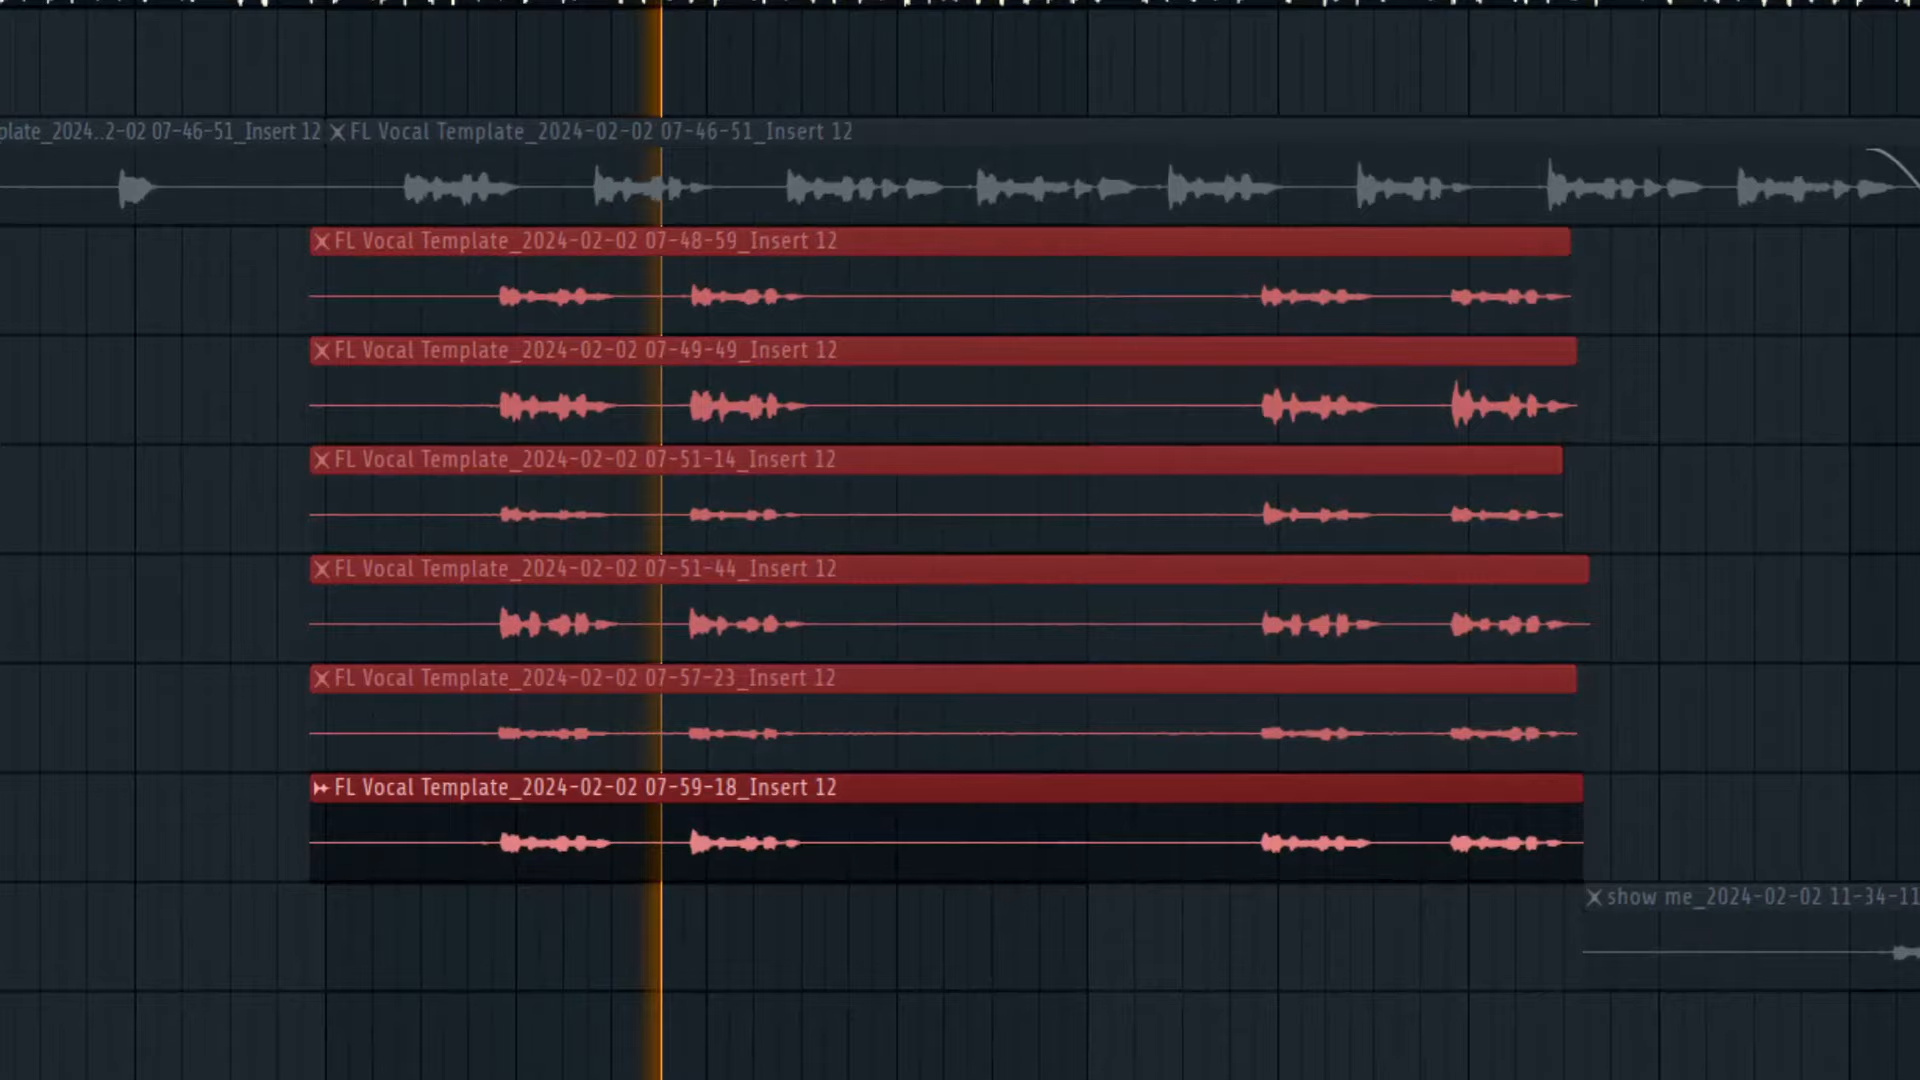 plate_2024..2-02 07-46-51_Insert 12 FL Vocal Template_2024-02-02 07-46-51_Insert 12
FL Vocal Template_2024-02-02 07-48-59_Insert 12
FL Vocal Template_2024-02-02 07-49-49_Insert 12
FL Vocal Template_2024-02-02 07-51-14_Insert 12
FL Vocal Template_2024-02-02 07-51-44_Insert 12
FL Vocal Template_2024-02-02 07-57-23_Insert 12
FL Vocal Template_2024-02-02 07-59-18_Insert 12
show me_2024-02-02 11-34-11